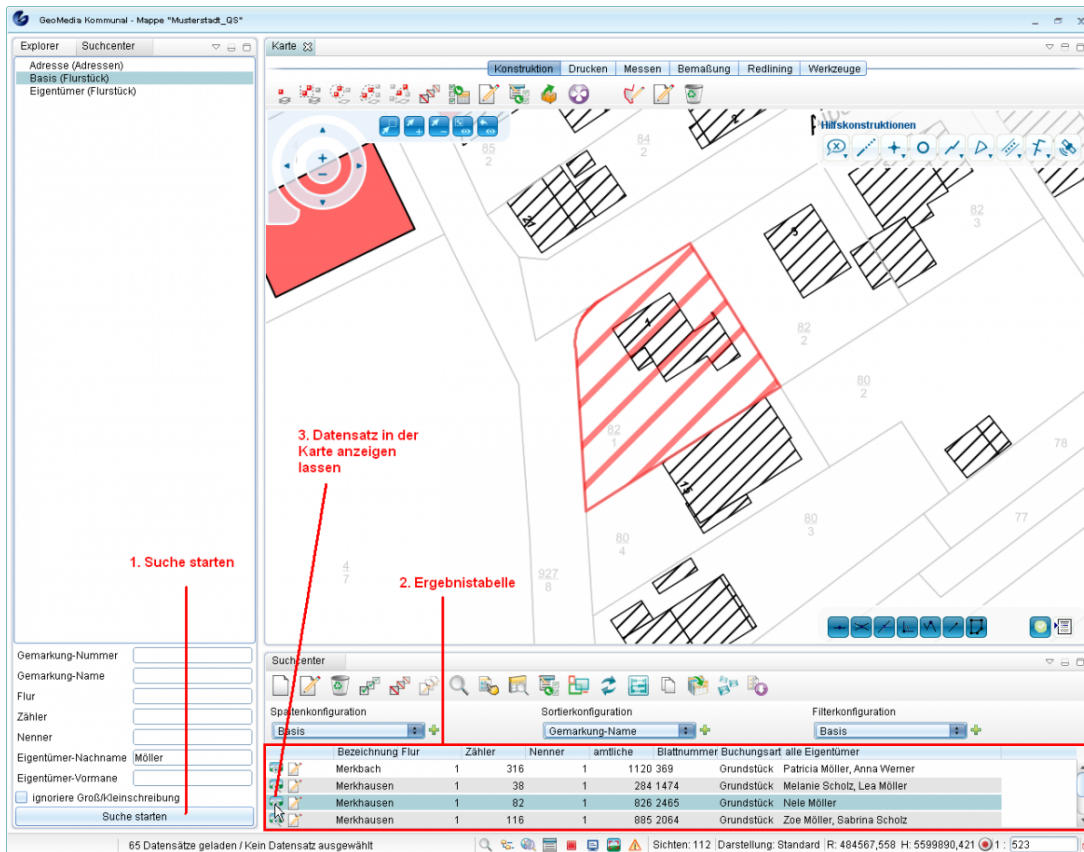 GeoMedia Kommunal - Mappe "Musterstadt_QS"
Explorer Suchcenter
Adresse (Adressen)
Basis (Flurstück)
Eigentümer (Flurstück)
Karte
Konstruktion Drucken Messen Bemaßung Redlining Werkzeuge
Hilfskonstruktionen
85
2
84
2
2
21
82
3
3
1
82
2
80
2
82
1
78
3. Datensatz in der
Karte anzeigen
lassen
15
77
80
3
80
4
1. Suche starten
4
7
927
8
2. Ergebnistabelle
Gemarkung-Nummer
Gemarkung-Name
Flur
Zähler
Nenner
Eigentümer-Nachname Möller
Eigentümer-Vorname
ignoriere Groß/Kleinschreibung
Suche starten
Suchcenter
Spaltenkonfiguration Sortierkonfiguration Filterkonfiguration
Basis Gemarkung-Name Basis
Bezeichnung Flur Zähler Nenner amtliche Blattnummer Buchungsart alle Eigentümer
Merkbach 1 316 1 1120 369 Grundstück Patricia Möller, Anna Werner
Merkhausen 1 38 1 284 1474 Grundstück Melanie Scholz, Lea Möller
Merkhausen 1 82 1 826 2465 Grundstück Nele Möller
Merkhausen 1 116 1 885 2064 Grundstück Zoe Möller, Sabrina Scholz
65 Datensätze geladen / Kein Datensatz ausgewählt Sichten: 112 Darstellung: Standard R: 484567,558 H: 5599890,421 1 : 523